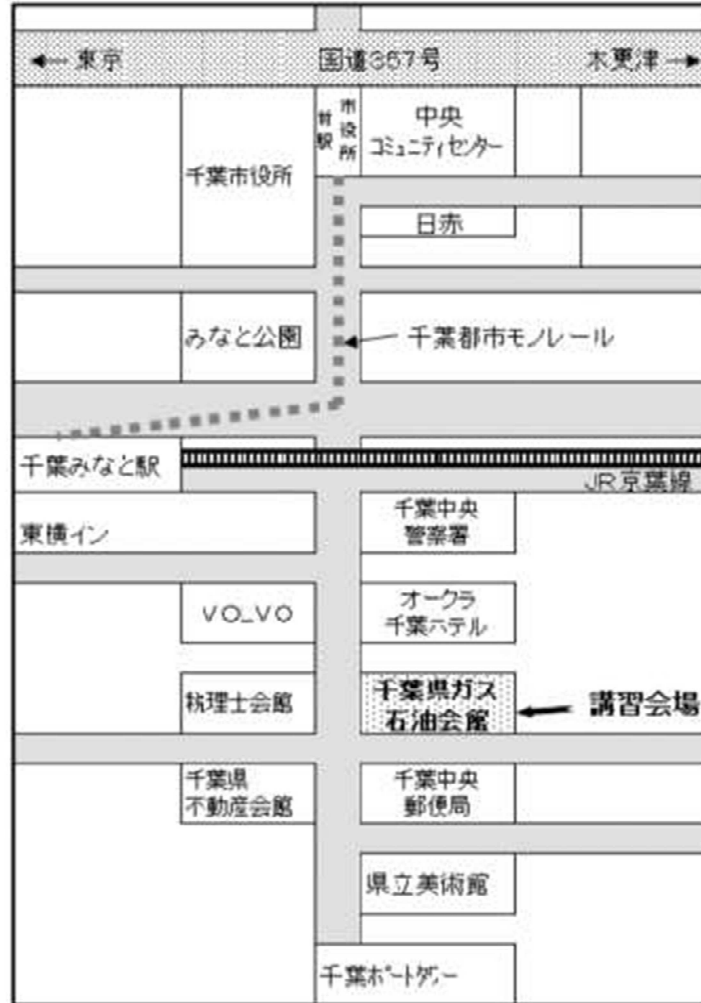 ← 東京
国道357号
木更津 →
市役所
前駅
中央
コミュニティセンター
千葉市役所
日赤
みなと公園
千葉都市モノレール
千葉みなと駅
JR京葉線
東横イン
千葉中央
警察署
VO_VO
オークラ
千葉ホテル
税理士会館
千葉県ガス
石油会館
講習会場
千葉県
不動産会館
千葉中央
郵便局
県立美術館
千葉ポートタワー